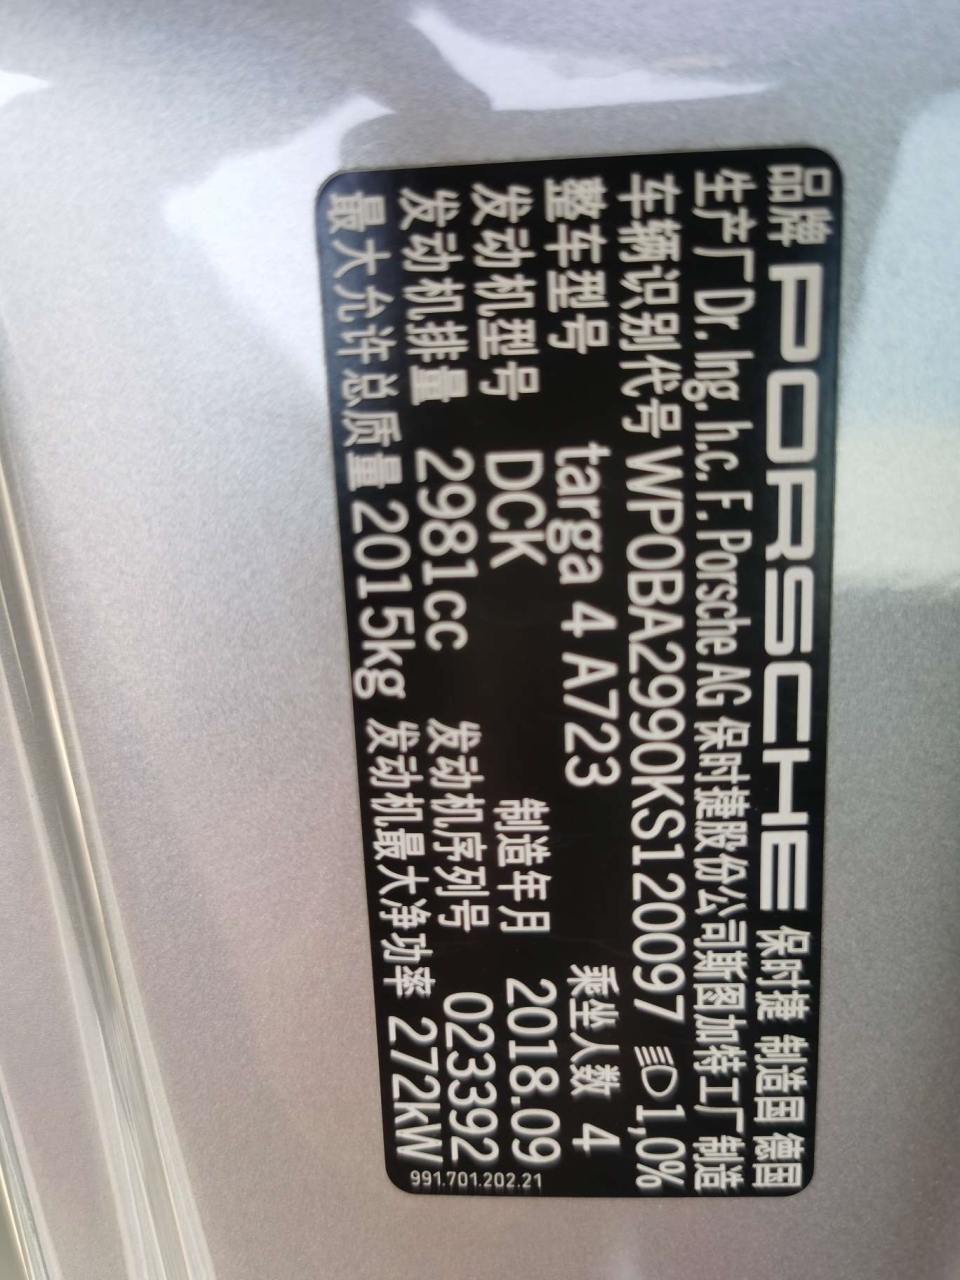 品牌 PORSCHE 保时捷 制造国 德国
生产厂 Dr. Ing. h.c. F. Porsche AG 保时捷股份公司斯图加特工厂制造
车辆识别代号 WP0BA2990KS120097 1,0%
整车型号 targa 4 A723 乘坐人数 4
发动机型号 DCK 制造年月 2018.09
发动机排量 2981cc 发动机序列号 023392
最大允许总质量 2015kg 发动机最大净功率 272kW
991.701.202.21